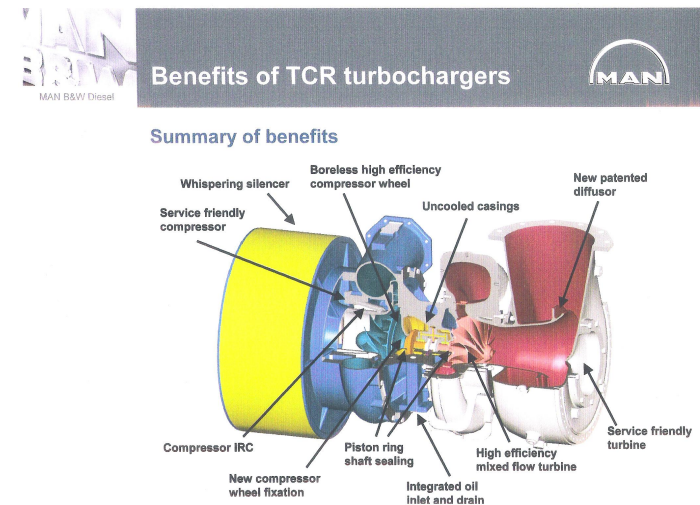 MAN
B&W
MAN B&W Diesel
Benefits of TCR turbochargers
MAN
Summary of benefits
Boreless high efficiency
compressor wheel
Whispering silencer
New patented
diffusor
Uncooled casings
Service friendly
compressor
Service friendly
turbine
Compressor IRC
Piston ring
shaft sealing
High efficiency
mixed flow turbine
New compressor
wheel fixation
Integrated oil
inlet and drain